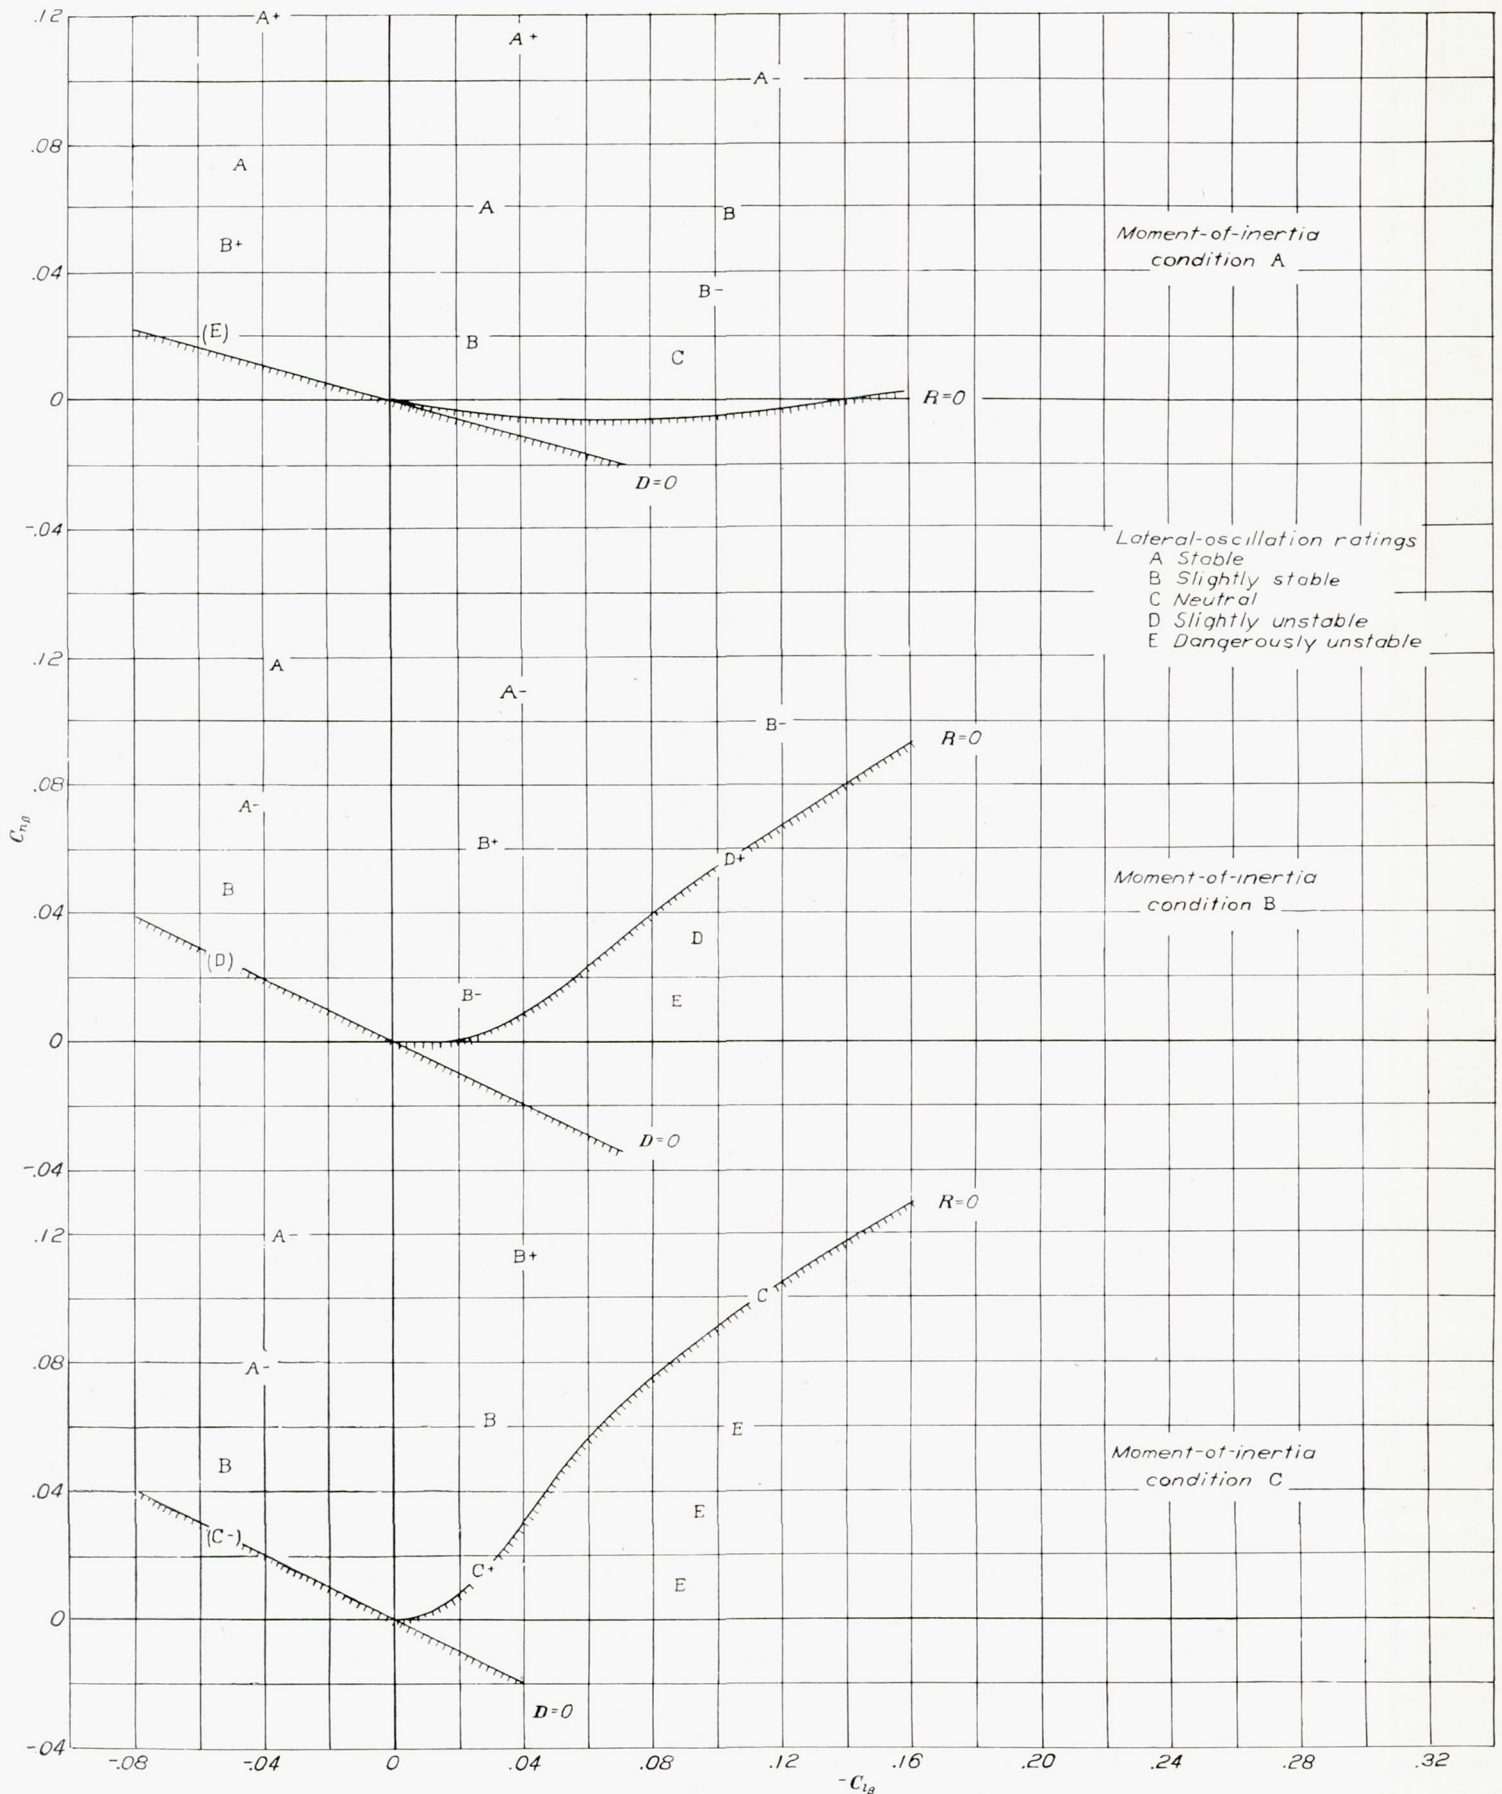 .12
A+
A+
A-
.08
A
A
B
B+
Moment-of-inertia
condition A
.04
B-
(E)
B
C
0
R=0
D=0
-.04
Lateral-oscillation ratings
A Stable
B Slightly stable
C Neutral
D Slightly unstable
E Dangerously unstable
.12
A
A-
B-
R=0
.08
A-
Cnβ
B+
D+
B
Moment-of-inertia
condition B
.04
D
(D)
B-
E
0
D=0
-.04
R=0
.12
A-
B+
C
.08
A-
B
E
B
Moment-of-inertia
condition C
.04
E
(C-)
C+
E
0
D=0
-.04
-.08 -.04 0 .04 .08 .12 .16 .20 .24 .28 .32
-Clβ